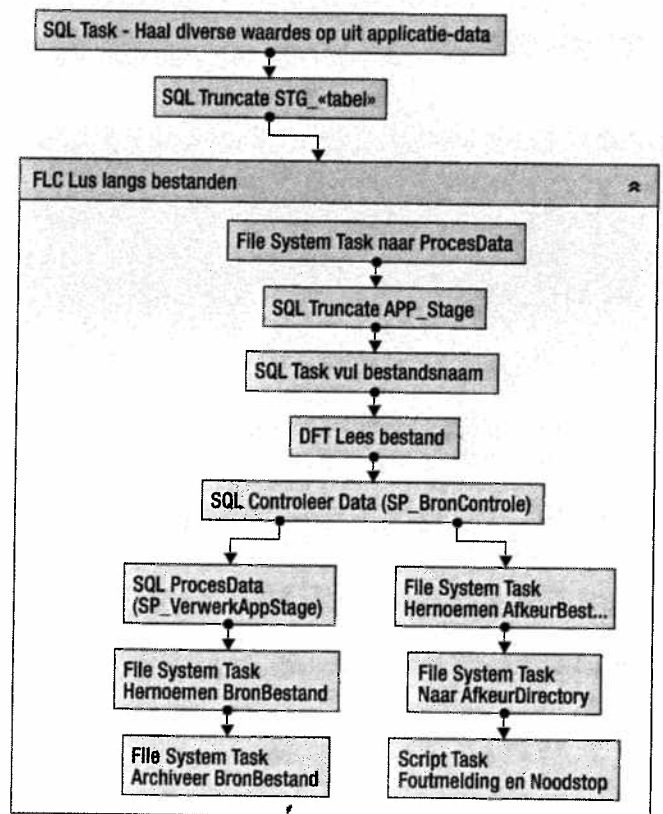 SQL Task - Haal diverse waardes op uit applicatie-data
SQL Truncate STG_«tabel»
FLC Lus langs bestanden
File System Task naar ProcesData
SQL Truncate APP_Stage
SQL Task vul bestandsnaam
DFT Lees bestand
SQL Controleer Data (SP_BronControle)
SQL ProcesData
(SP_VerwerkAppStage)
File System Task
Hernoemen AfkeurBest...
File System Task
Hernoemen BronBestand
File System Task
Naar AfkeurDirectory
File System Task
Archiveer BronBestand
Script Task
Foutmelding en Noodstop